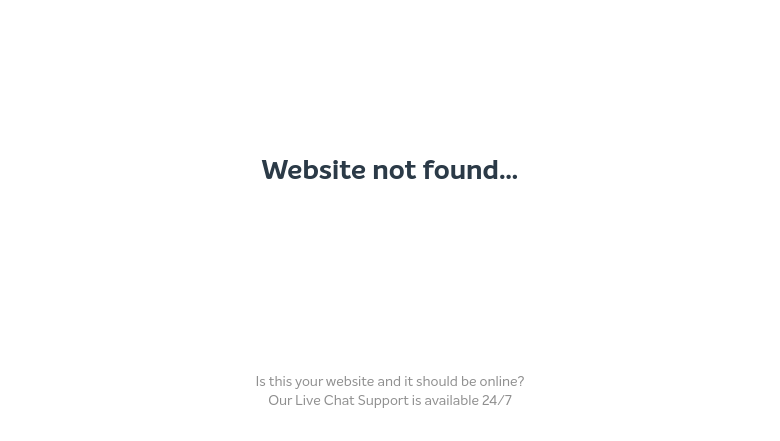 Website not found...
Is this your website and it should be online?
Our Live Chat Support is available 24/7